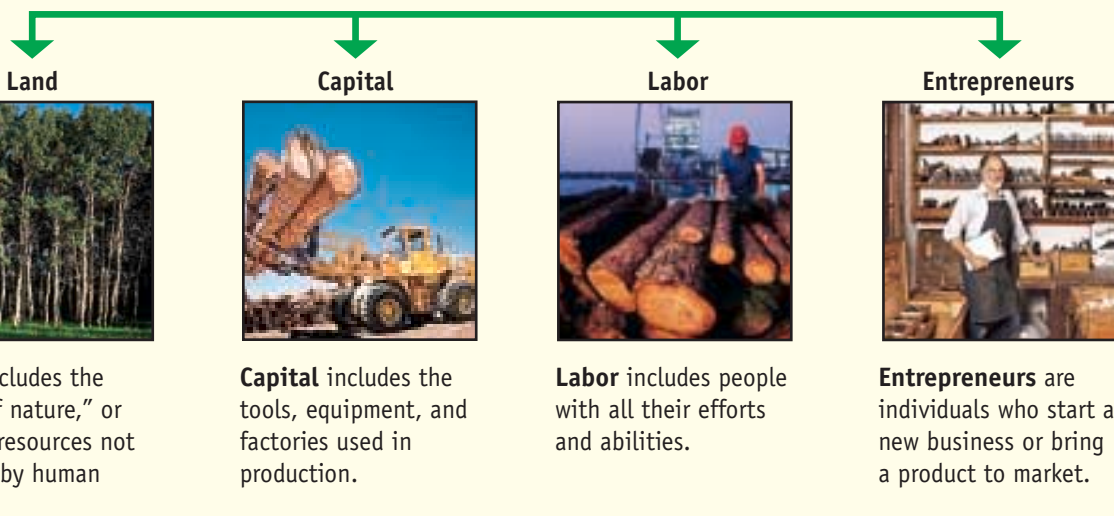 Land
Capital
Labor
Entrepreneurs
the
nature,” or
resources not
by human
Capital includes the
tools, equipment, and
factories used in
production.
Labor includes people
with all their efforts
and abilities.
Entrepreneurs are
individuals who start a
new business or bring
a product to market.